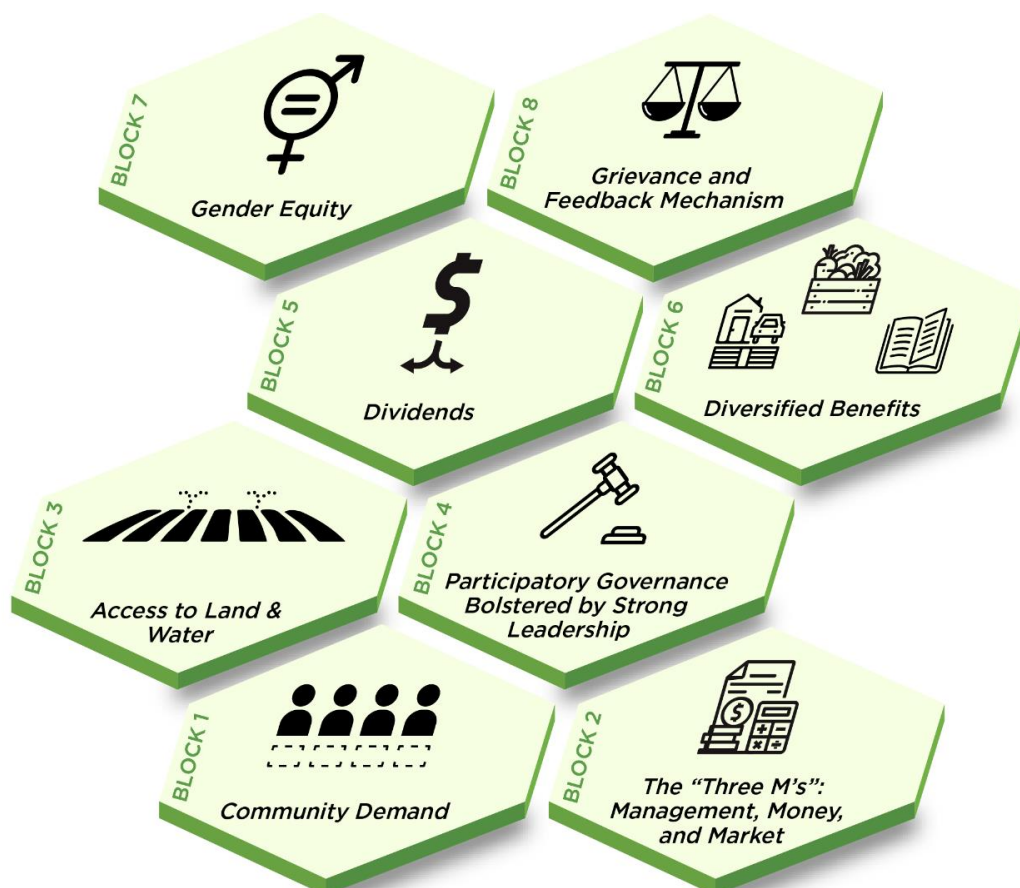 BLOCK 7
Gender Equity
BLOCK 8
Grievance and
Feedback Mechanism
BLOCK 5
$
Dividends
BLOCK 6
Diversified Benefits
BLOCK 3
Access to Land &
Water
BLOCK 4
Participatory Governance
Bolstered by Strong
Leadership
BLOCK 1
Community Demand
BLOCK 2
$
The “Three M’s”:
Management, Money,
and Market